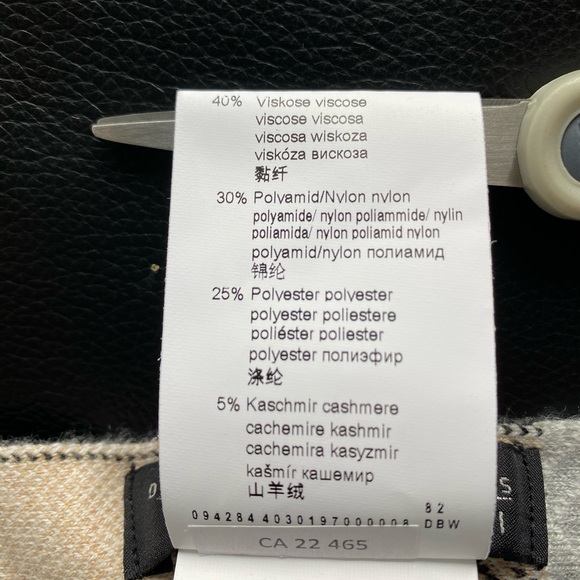 40% Viskose viscose
viscose viscosa
viscosa wiskoza
viskóza вискоза
黏纤
30% Polyamid/Nylon nylon
polyamide/ nylon poliammide/ nylin
poliamida/ nylon poliamid nylon
polyamid/nylon полиамид
锦纶
25% Polyester polyester
polyester poliestere
poliéster poliester
polyester полиэфир
涤纶
5% Kaschmir cashmere
cachemire kashmir
cachemira kasyzmir
kašmír кашемир
山羊绒
094284 40301970000008 82
DBW
CA 22 465